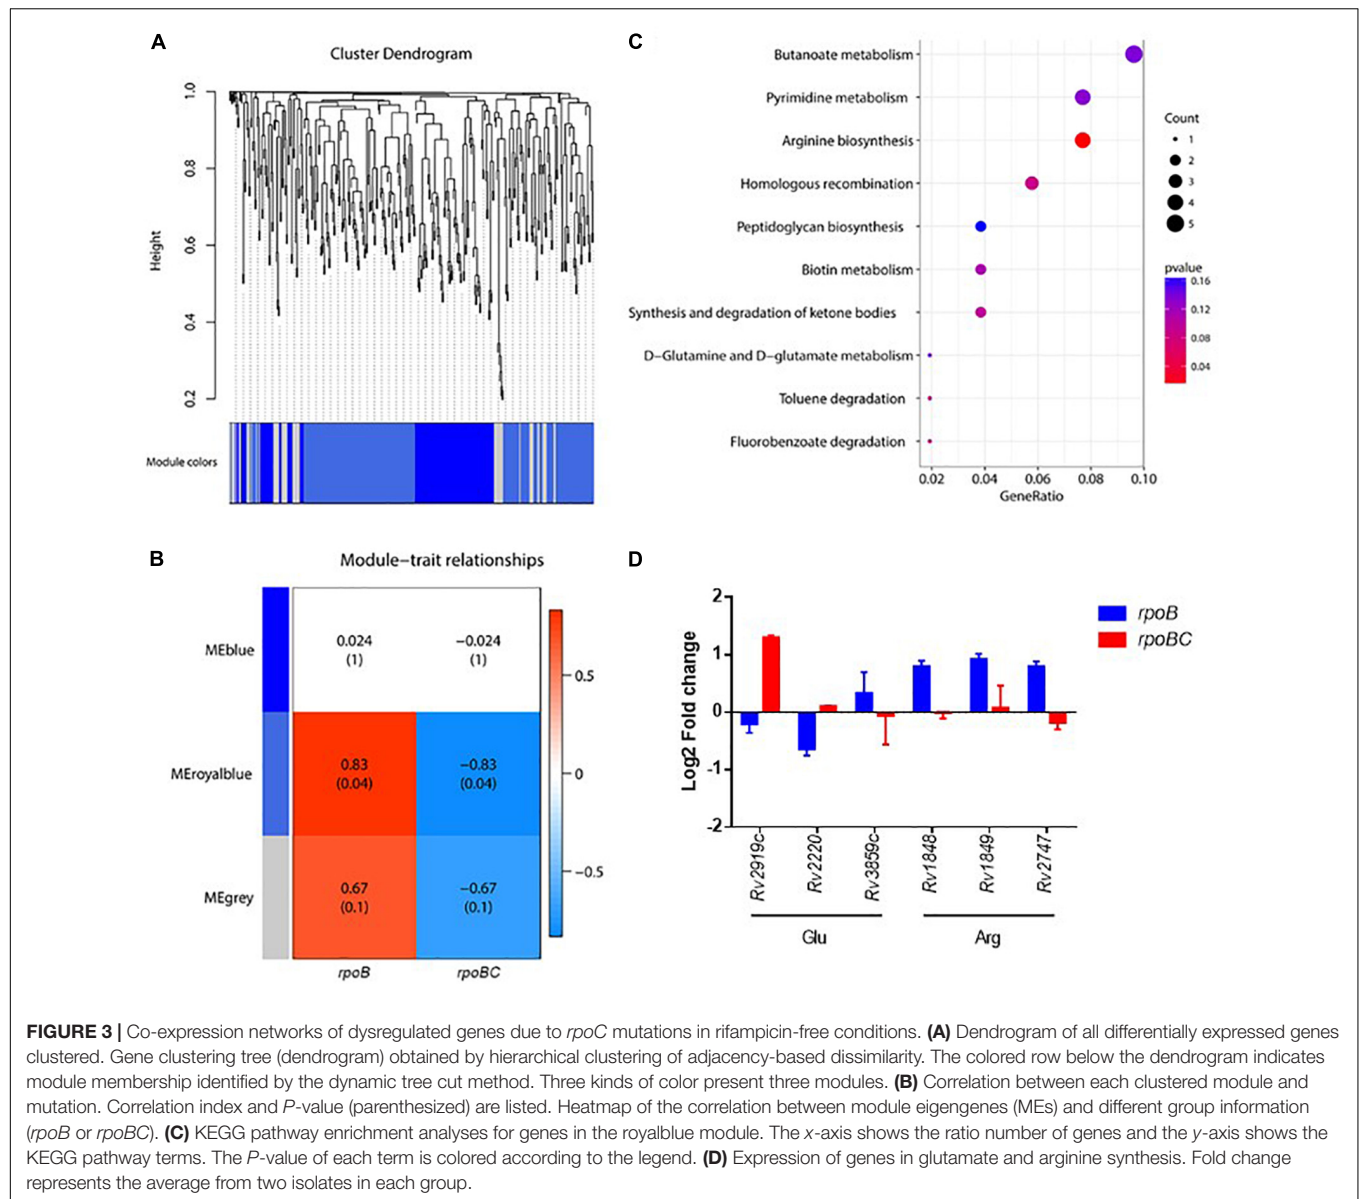 A
Cluster Dendrogram
Height
1.0
0.8
0.6
0.4
0.2
Module colors
B
Module−trait relationships
MEblue
MEroyalblue
MEgrey
0.024
(1)
−0.024
(1)
0.83
(0.04)
−0.83
(0.04)
0.67
(0.1)
−0.67
(0.1)
rpoB
rpoBC
0.5
0
−0.5
C
Butanoate metabolism
Pyrimidine metabolism
Arginine biosynthesis
Homologous recombination
Peptidoglycan biosynthesis
Biotin metabolism
Synthesis and degradation of ketone bodies
D−Glutamine and D−glutamate metabolism
Toluene degradation
Fluorobenzoate degradation
0.02 0.04 0.06 0.08 0.10
GeneRatio
Count
1
2
3
4
5
pvalue
0.16
0.12
0.08
0.04
D
Log2 Fold change
2
1
0
-1
-2
rpoB
rpoBC
Rv2919c
Rv2220
Rv3859c
Rv1848
Rv1849
Rv2747
Glu
Arg
FIGURE 3 | Co-expression networks of dysregulated genes due to rpoC mutations in rifampicin-free conditions. (A) Dendrogram of all differentially expressed genes
clustered. Gene clustering tree (dendrogram) obtained by hierarchical clustering of adjacency-based dissimilarity. The colored row below the dendrogram indicates
module membership identified by the dynamic tree cut method. Three kinds of color present three modules. (B) Correlation between each clustered module and
mutation. Correlation index and P-value (parenthesized) are listed. Heatmap of the correlation between module eigengenes (MEs) and different group information
(rpoB or rpoBC). (C) KEGG pathway enrichment analyses for genes in the royalblue module. The x-axis shows the ratio number of genes and the y-axis shows the
KEGG pathway terms. The P-value of each term is colored according to the legend. (D) Expression of genes in glutamate and arginine synthesis. Fold change
represents the average from two isolates in each group.